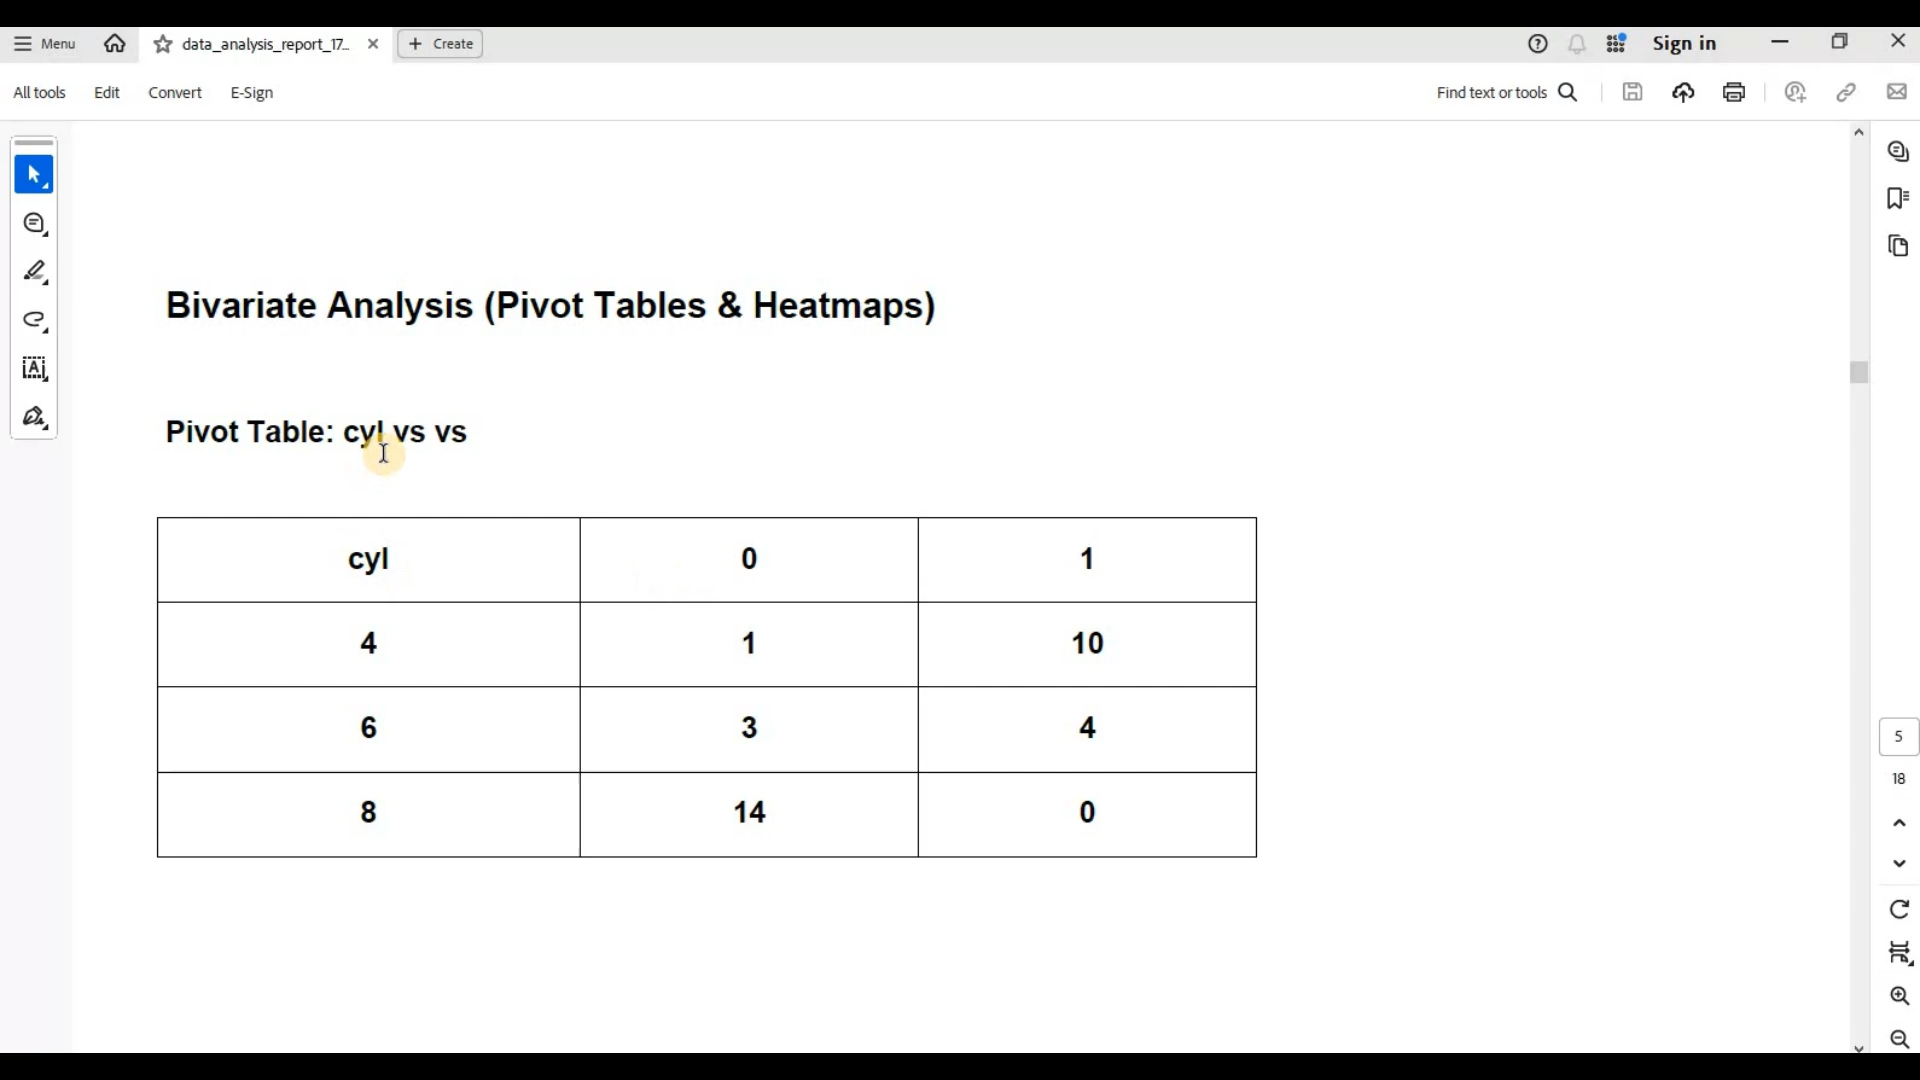 Menu
data_analysis_report_17...
Create
Sign in
All tools Edit Convert E-Sign
Find text or tools
Bivariate Analysis (Pivot Tables & Heatmaps)
Pivot Table: cyl vs vs
cyl 0 1
4 1 10
6 3 4
8 14 0
5
18